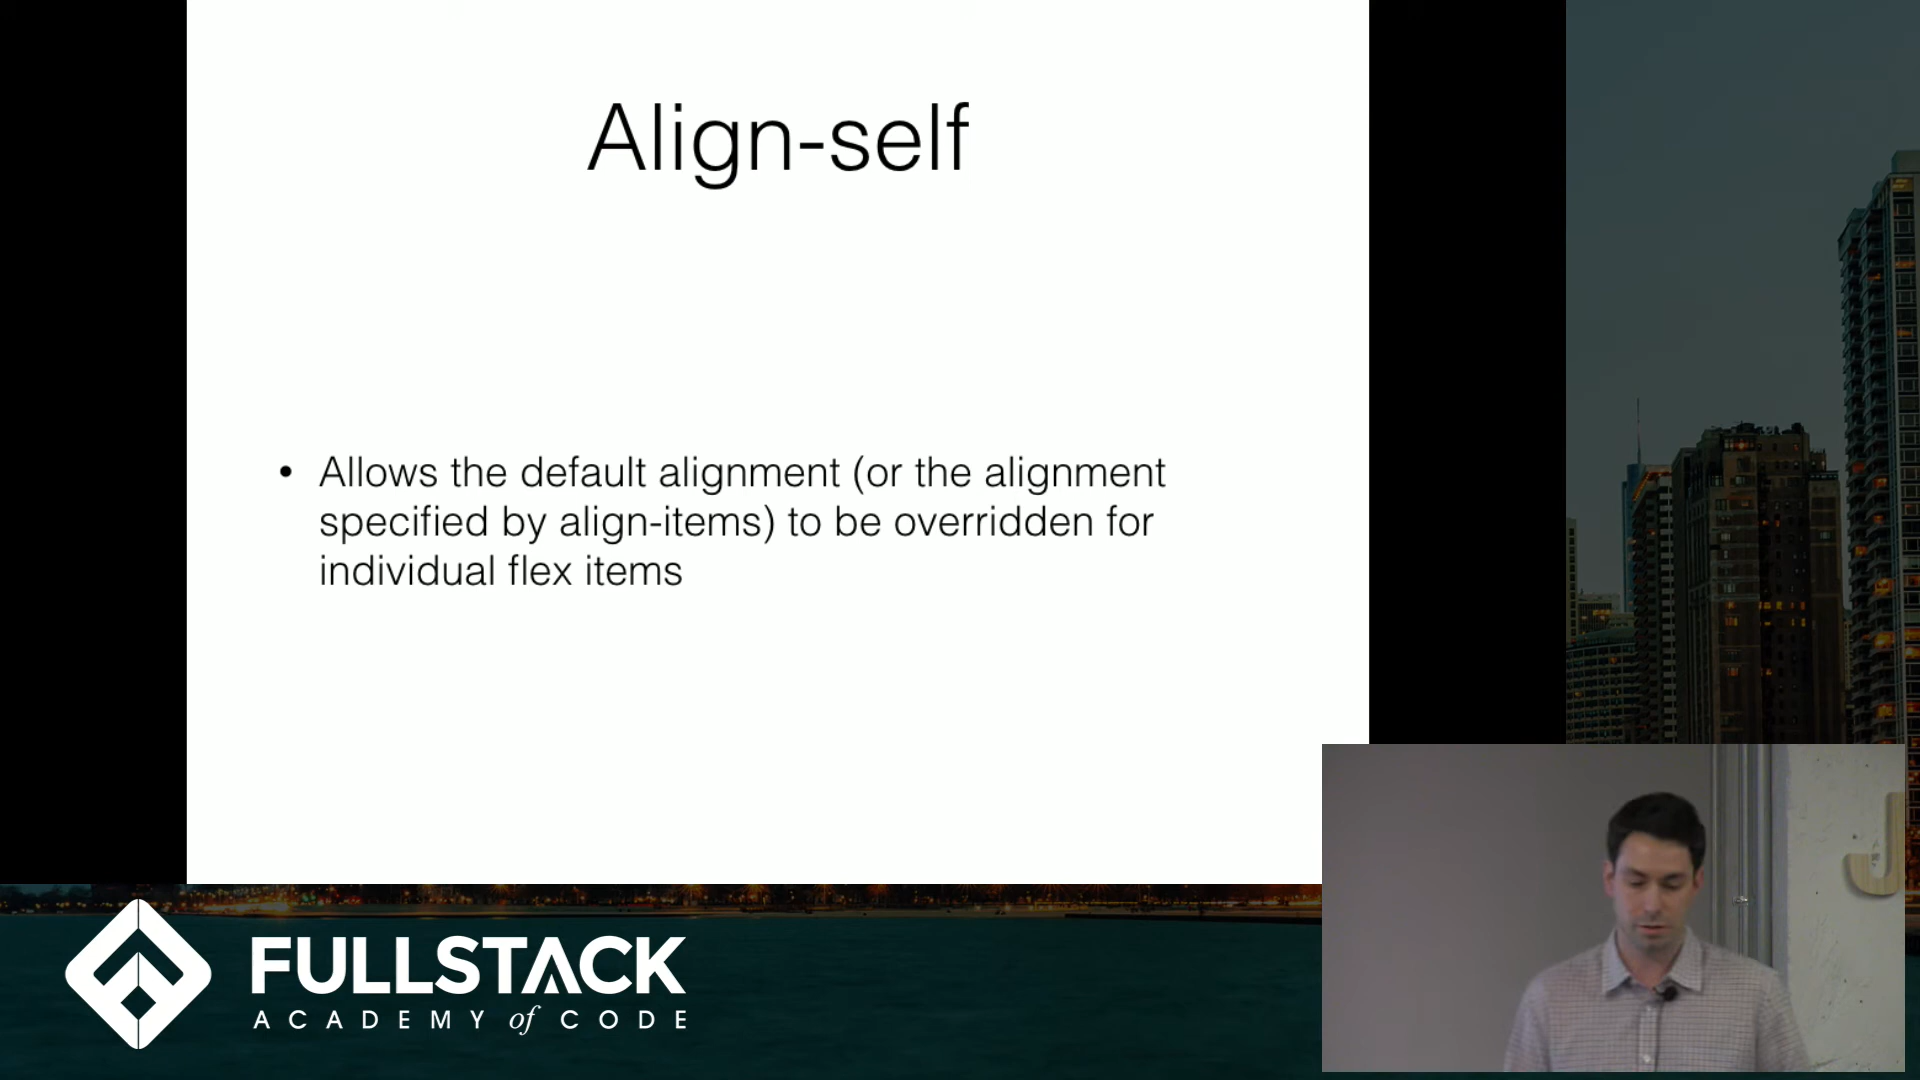 Align-self
• Allows the default alignment (or the alignment
specified by align-items) to be overridden for
individual flex items
FULLSTACK
ACADEMY of CODE
J